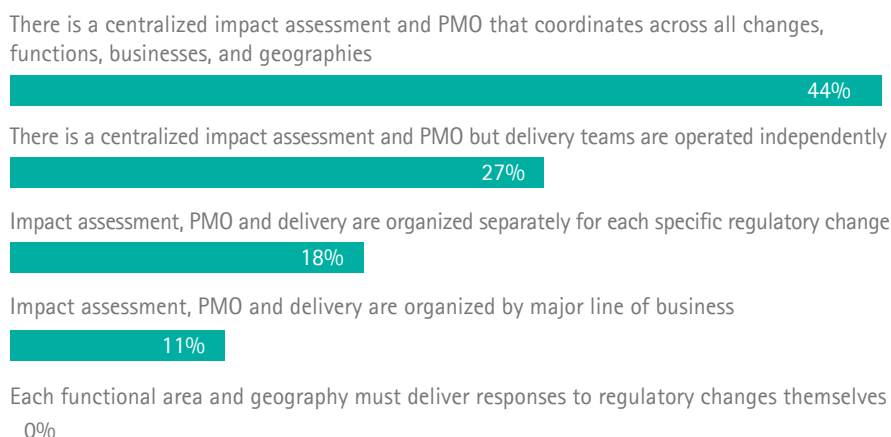 There is a centralized impact assessment and PMO that coordinates across all changes,
functions, businesses, and geographies
44%
There is a centralized impact assessment and PMO but delivery teams are operated independently
27%
Impact assessment, PMO and delivery are organized separately for each specific regulatory change
18%
Impact assessment, PMO and delivery are organized by major line of business
11%
Each functional area and geography must deliver responses to regulatory changes themselves
0%